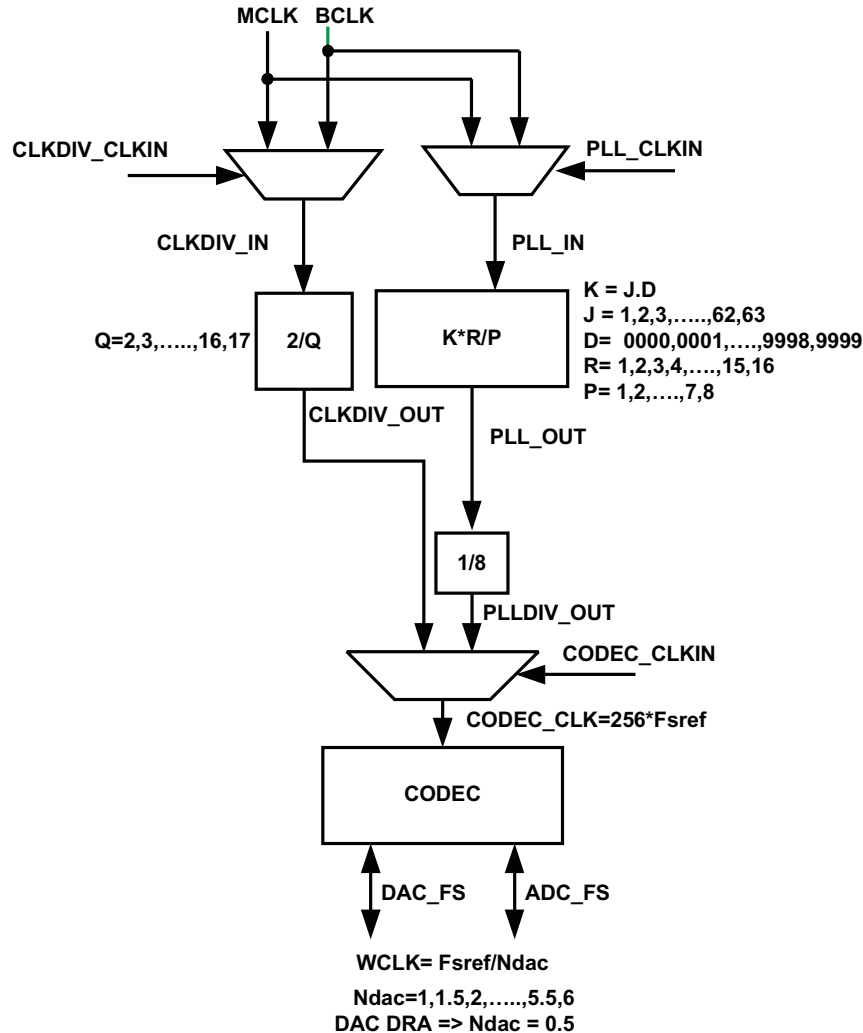 MCLK BCLK
CLKDIV_CLKIN
PLL_CLKIN
CLKDIV_IN
PLL_IN
Q=2,3,…..,16,17
2/Q
K*R/P
K = J.D
J = 1,2,3,…..,62,63
D= 0000,0001,….,9998,9999
R= 1,2,3,4,….,15,16
P= 1,2,….,7,8
CLKDIV_OUT
PLL_OUT
1/8
PLLDIV_OUT
CODEC_CLKIN
CODEC_CLK=256*Fsref
CODEC
DAC_FS
ADC_FS
WCLK= Fsref/Ndac
Ndac=1,1.5,2,…..,5.5,6
DAC DRA => Ndac = 0.5